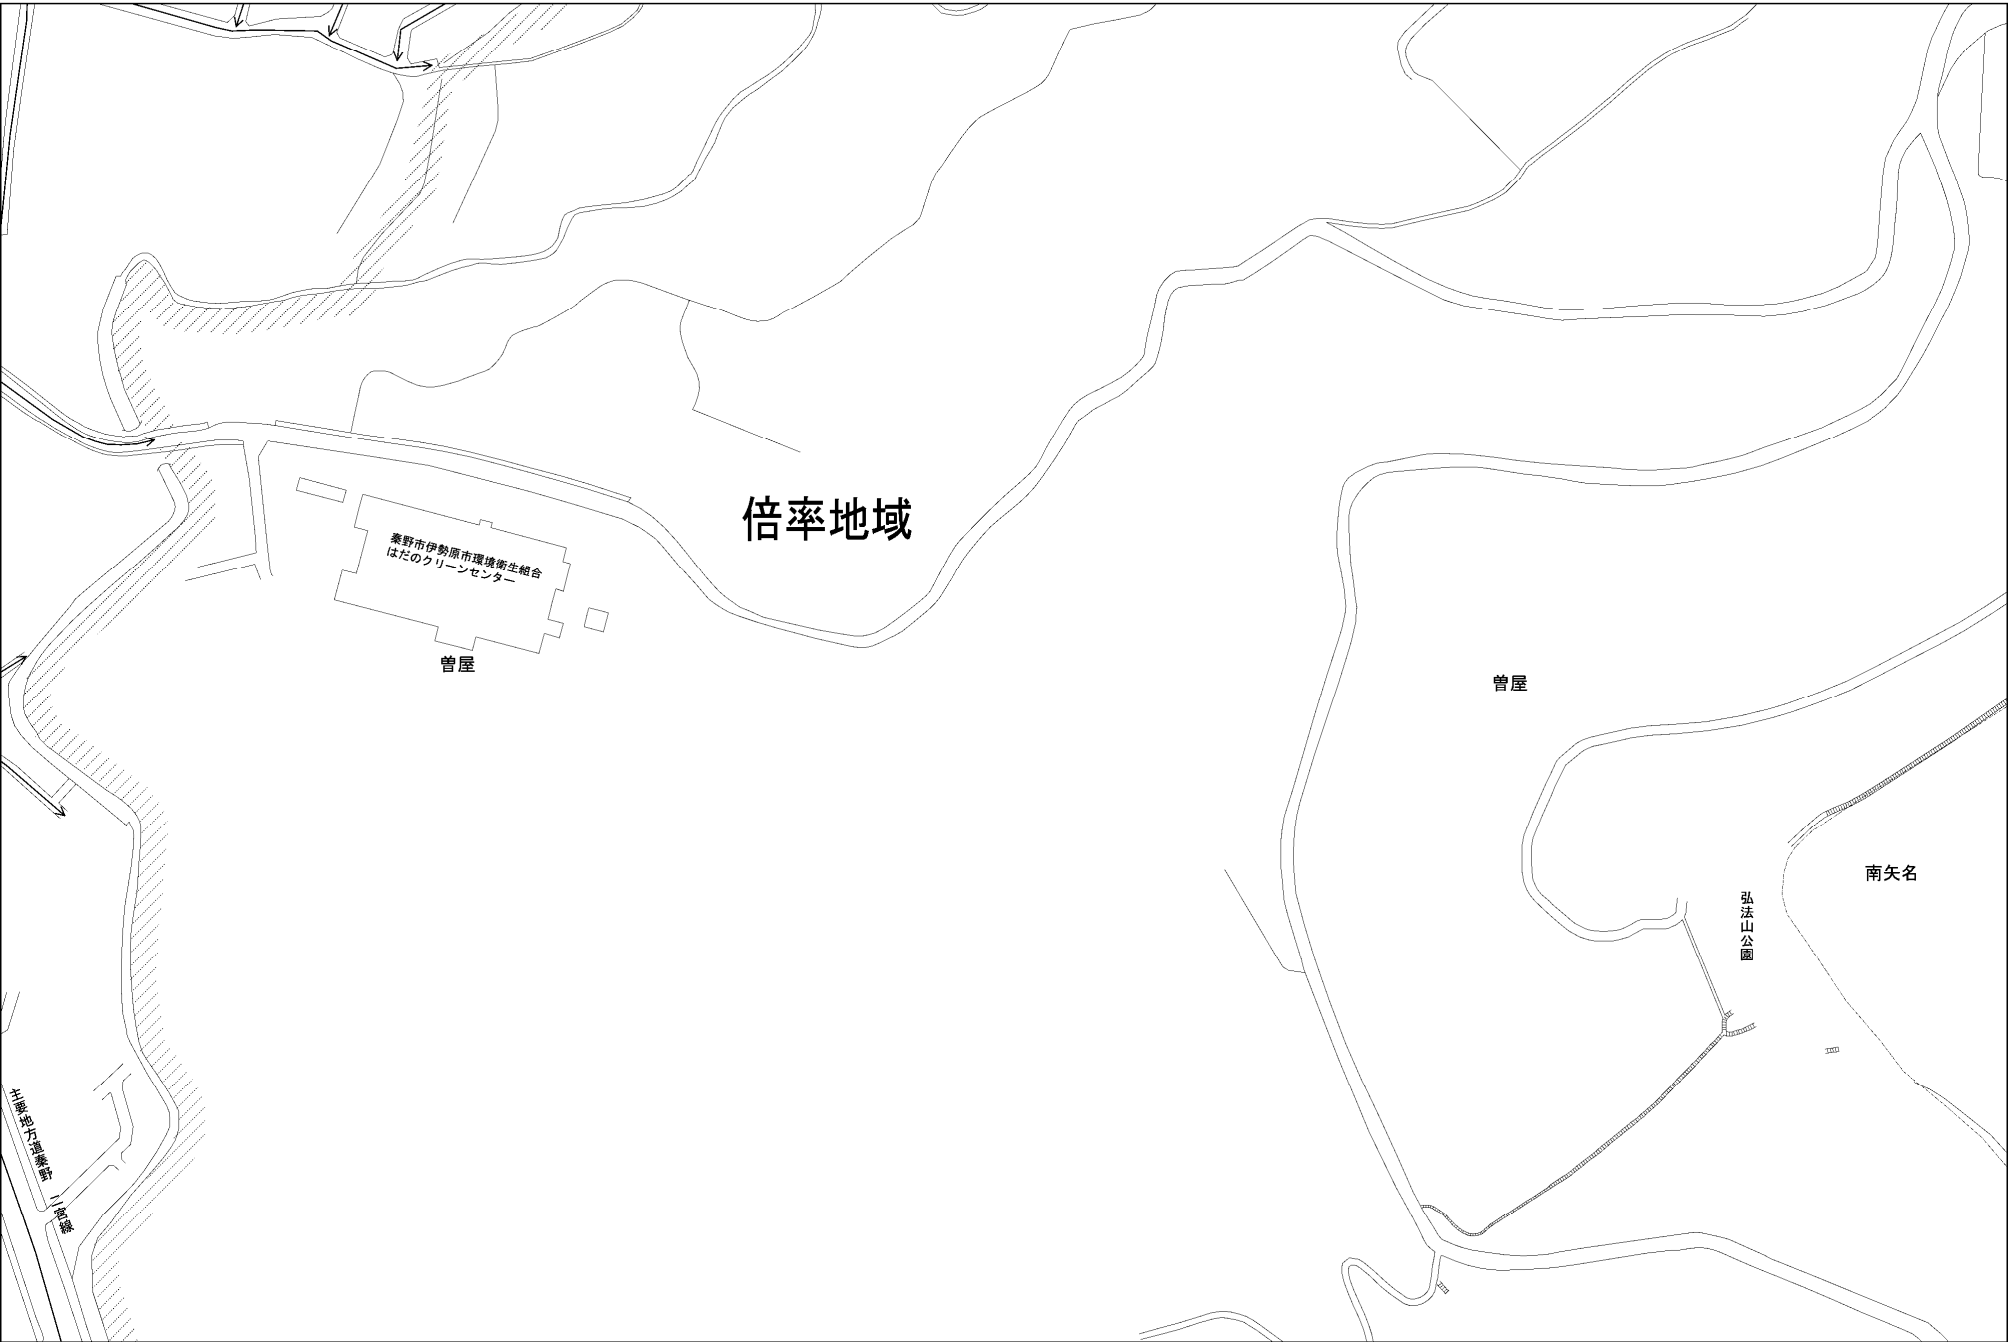 倍率地域
秦野市伊勢原市環境衛生組合
はだのクリーンセンター
曽屋
曽屋
南矢名
弘法山公園
主要地方道秦野 二宮線